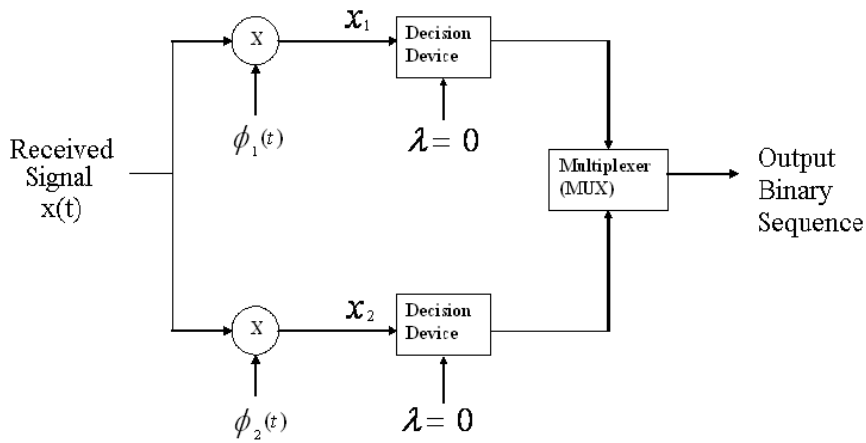 x₁
Decision
Device
X
ϕ₁(t)
λ = 0
Received
Signal
x(t)
Multiplexer
(MUX)
Output
Binary
Sequence
x₂
Decision
Device
X
ϕ₂(t)
λ = 0